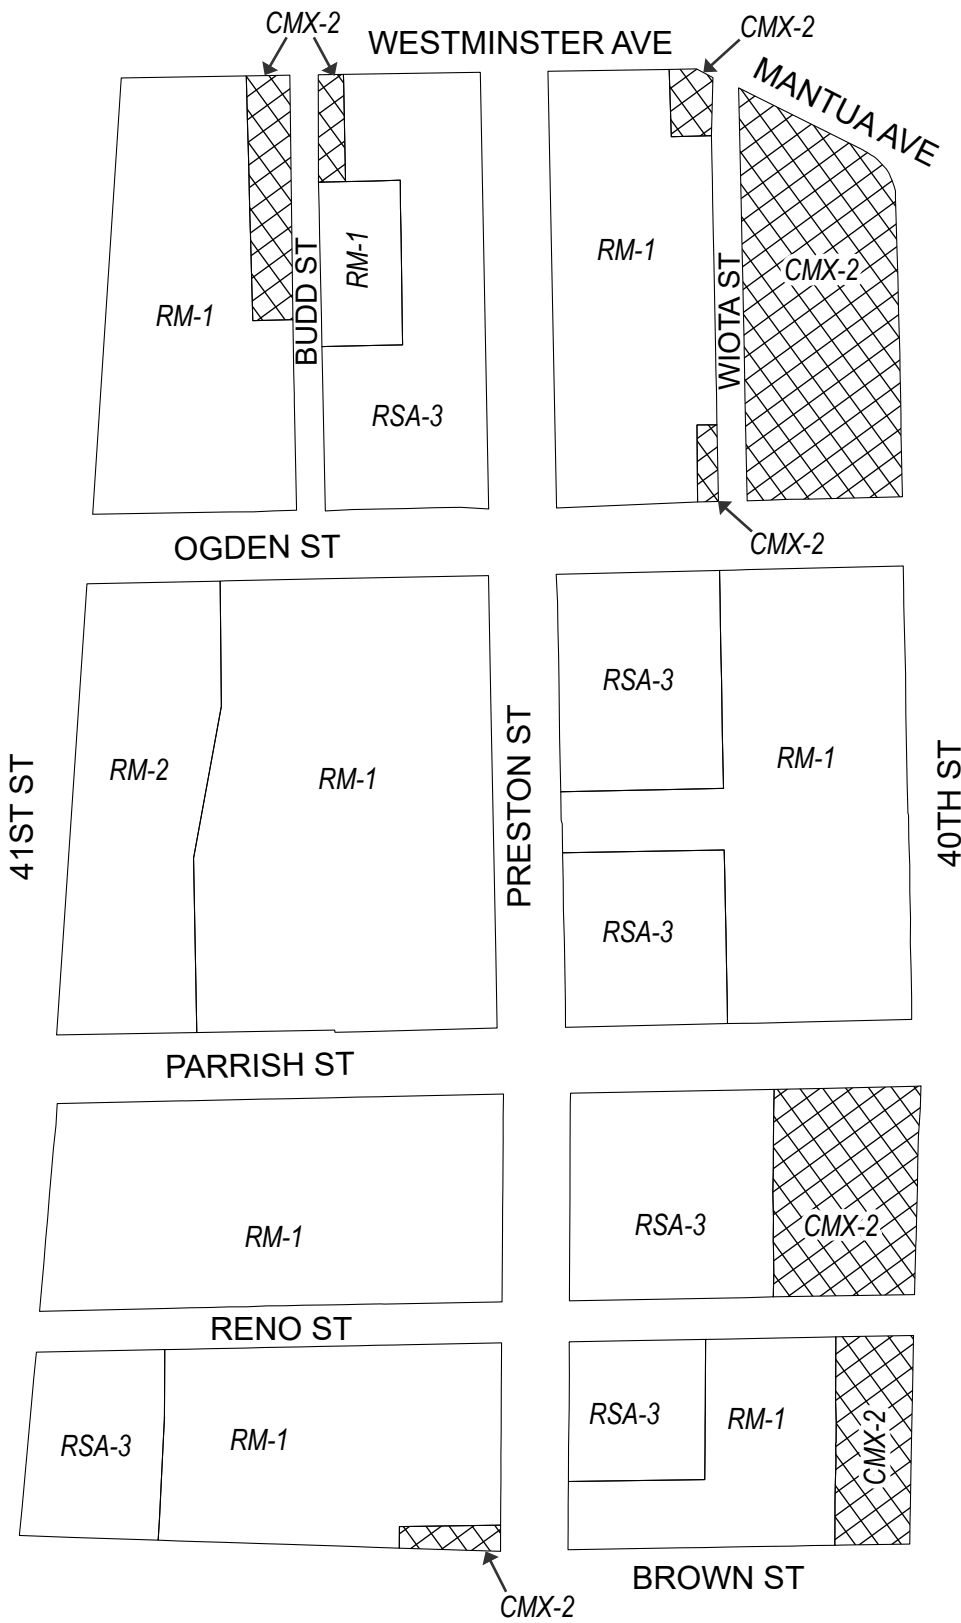 CMX-2
WESTMINSTER AVE
CMX-2
MANTUA AVE
RM-1
BUDD ST
RM-1
RSA-3
RM-1
WIOTA ST
CMX-2
OGDEN ST
CMX-2
41ST ST
RM-2
RM-1
PRESTON ST
RSA-3
RM-1
RSA-3
40TH ST
PARRISH ST
RM-1
RSA-3
CMX-2
RENO ST
RSA-3
RM-1
RSA-3
RM-1
CMX-2
CMX-2
BROWN ST